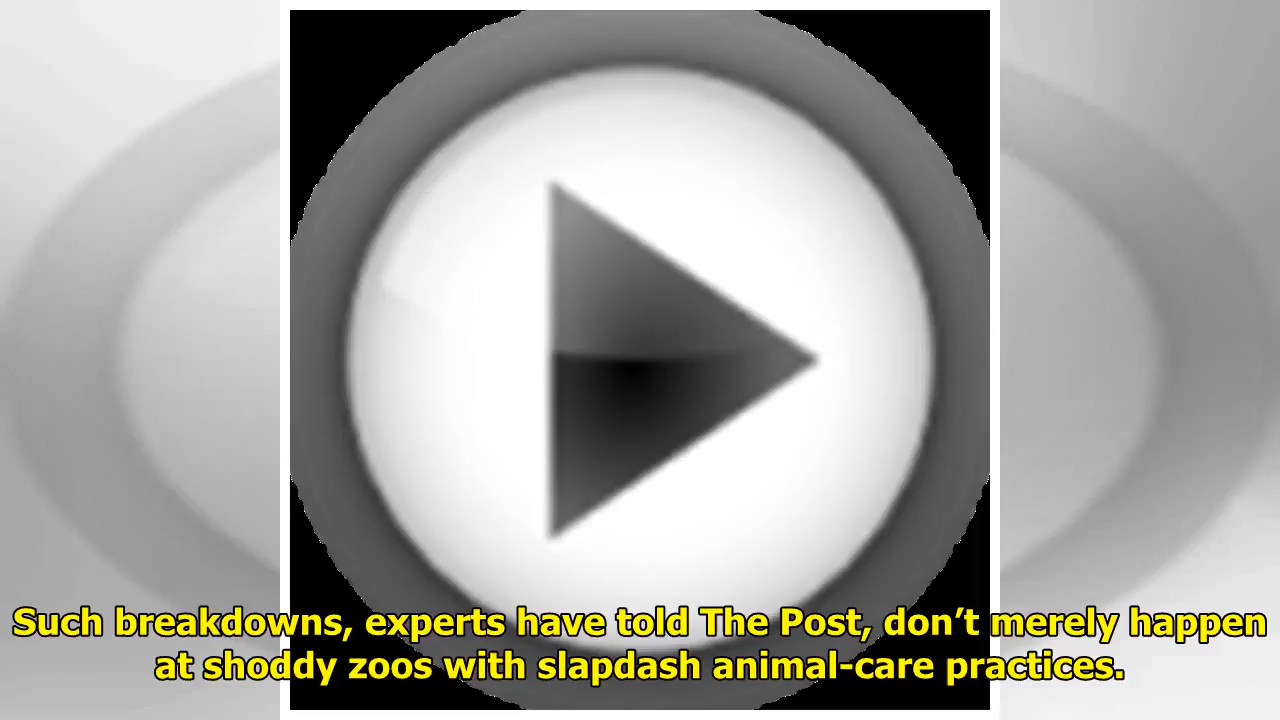 Such breakdowns, experts have told The Post, don’t merely happen
at shoddy zoos with slapdash animal-care practices.